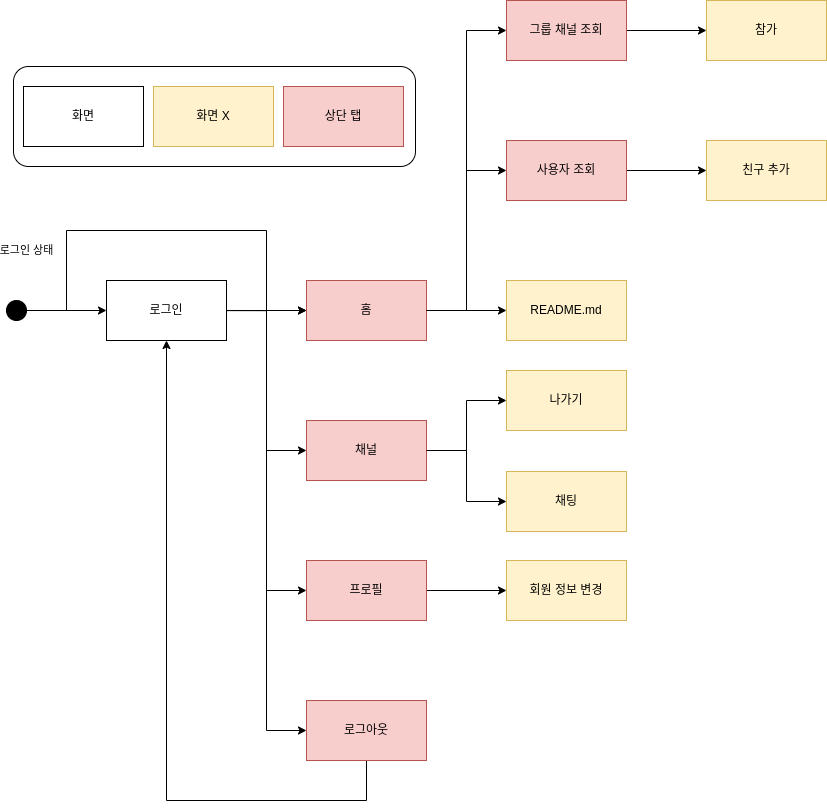 그룹 채널 조회
참가
화면
화면 X
상단 탭
사용자 조회
친구 추가
로그인 상태
로그인
홈
README.md
나가기
채널
채팅
프로필
회원 정보 변경
로그아웃